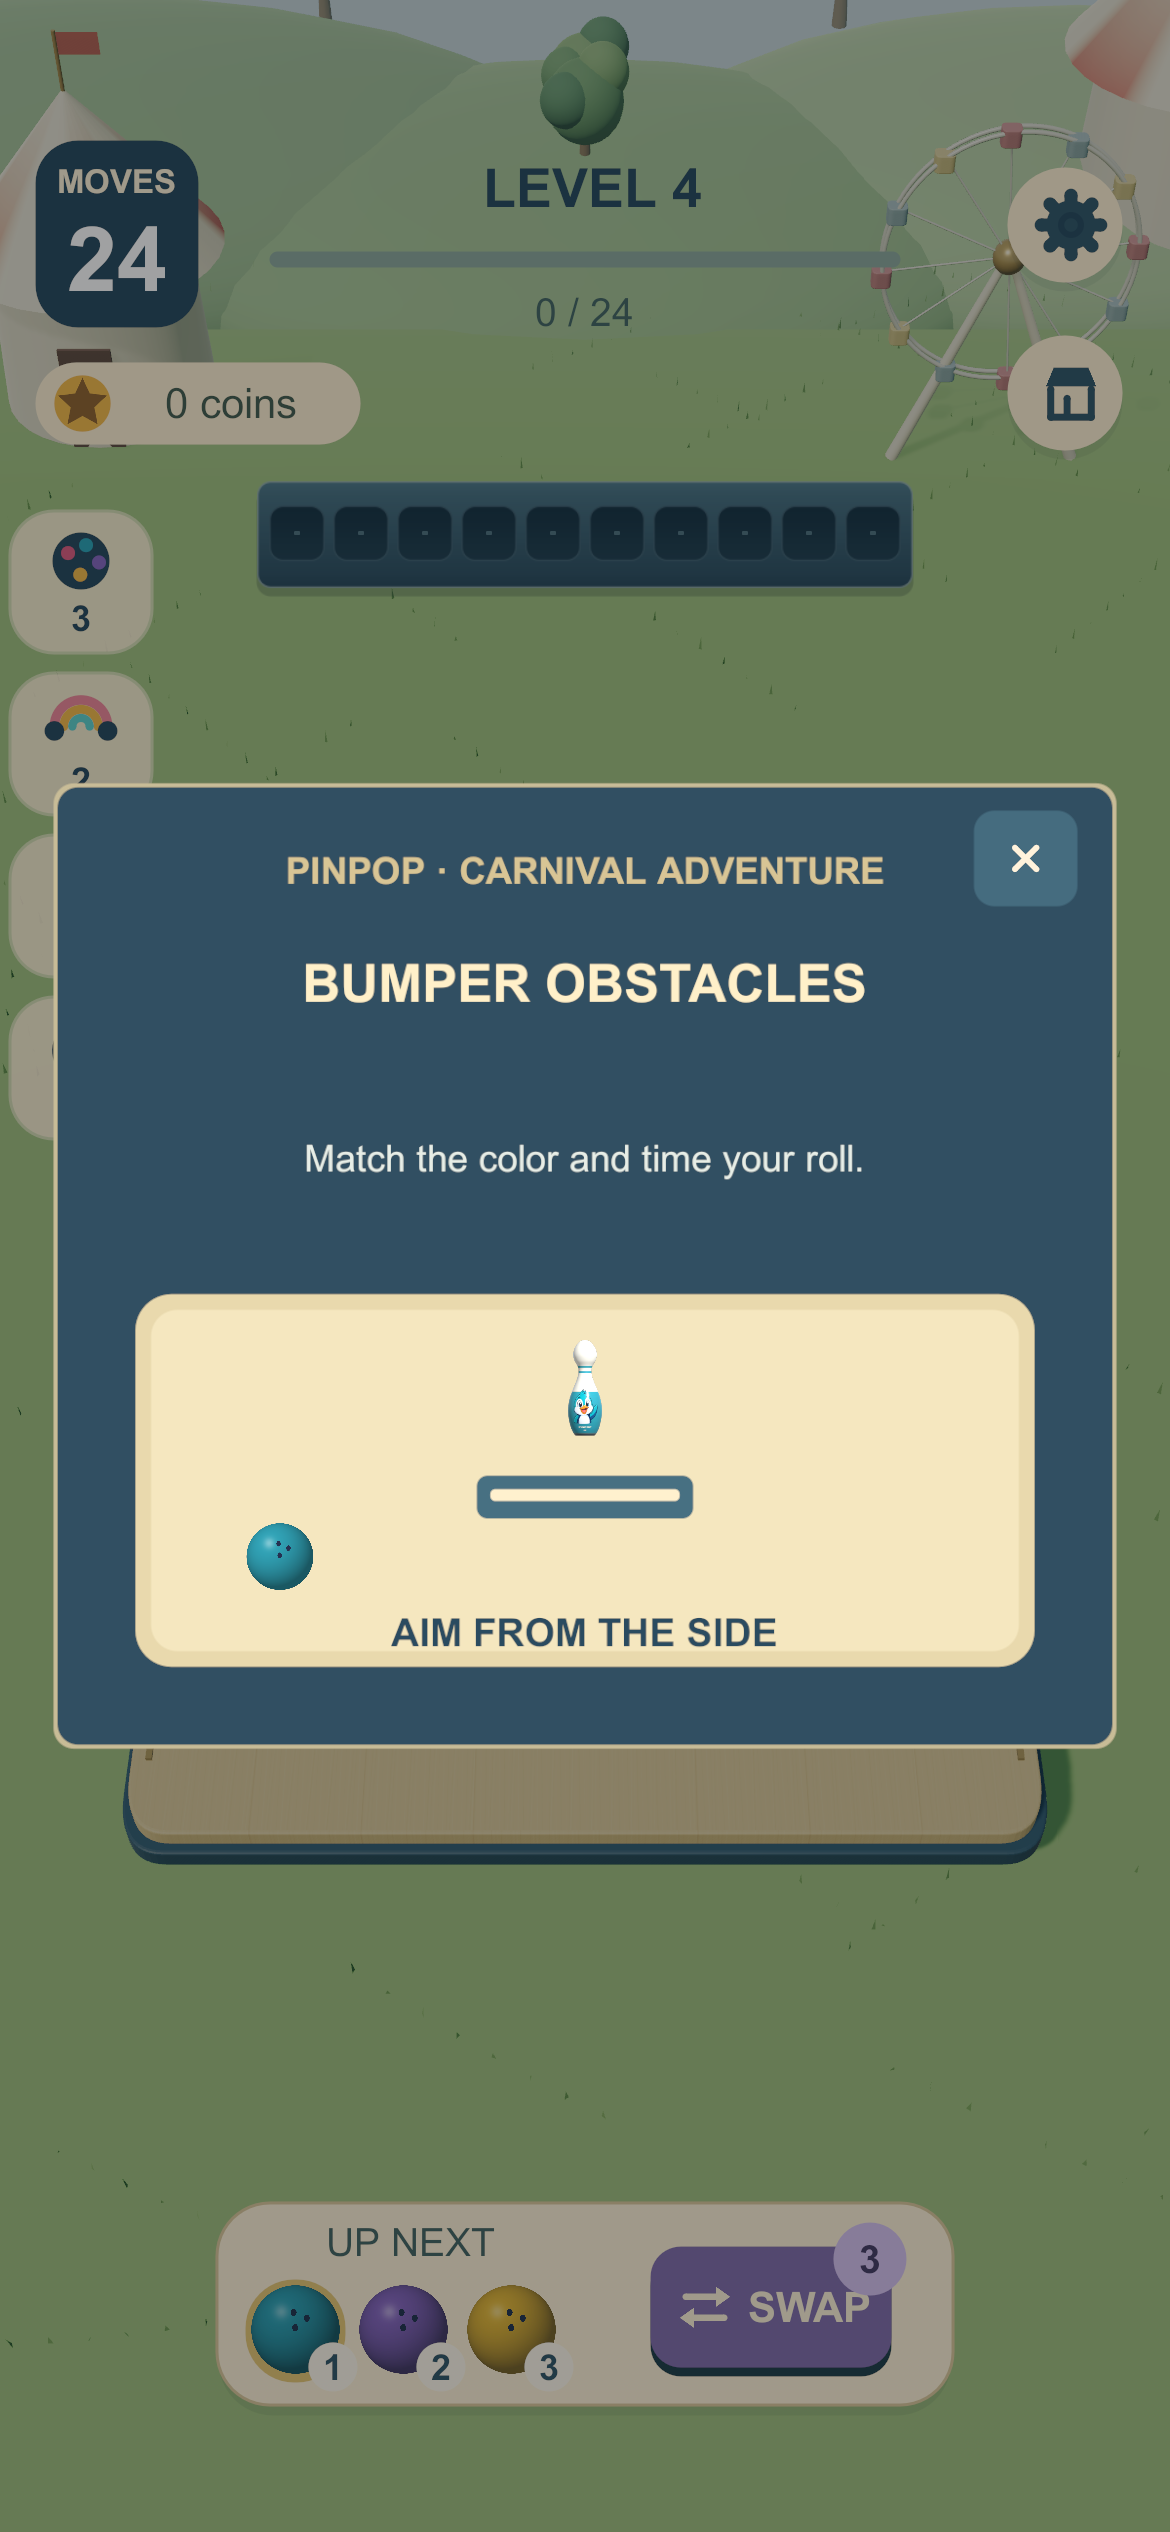 MOVES
24
LEVEL 4
0 / 24
0 coins
3
2
PINPOP · CARNIVAL ADVENTURE
BUMPER OBSTACLES
Match the color and time your roll.
AIM FROM THE SIDE
UP NEXT
1
2
3
SWAP
3